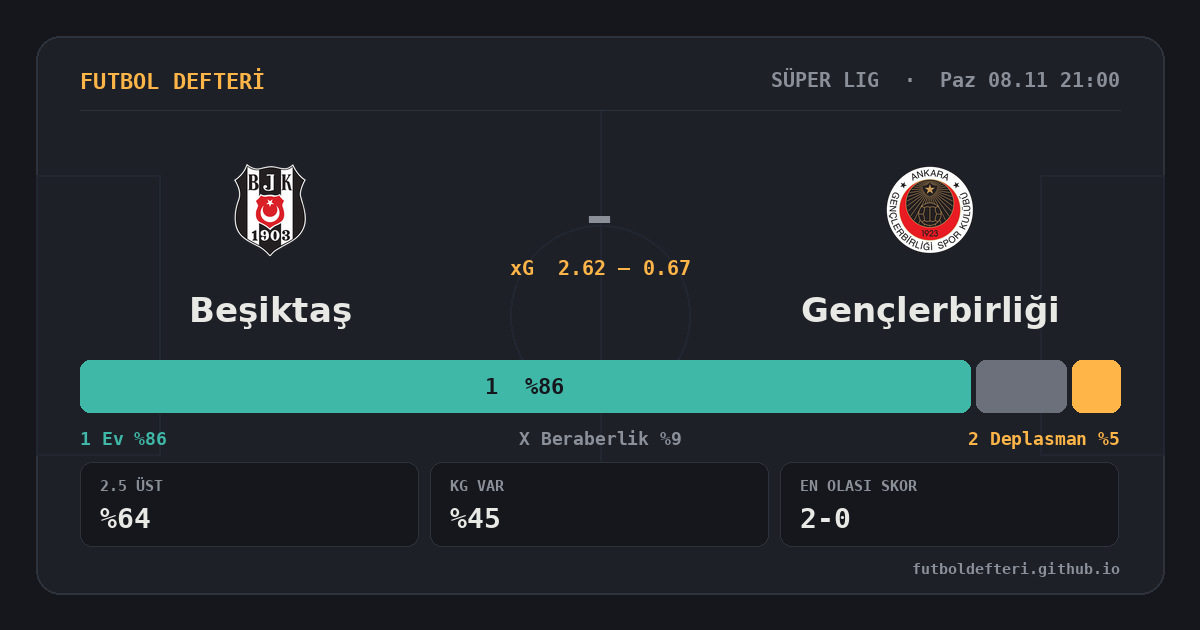 FUTBOL DEFTERİ
SÜPER LIG · Paz 08.11 21:00
BJK
1903
ANKARA
GENÇLERBİRLİĞİ SPOR KULÜBÜ
1923
–
xG 2.62 – 0.67
Beşiktaş
Gençlerbirliği
1 %86
1 Ev %86
X Beraberlik %9
2 Deplasman %5
2.5 ÜST
%64
KG VAR
%45
EN OLASI SKOR
2-0
futboldefteri.github.io